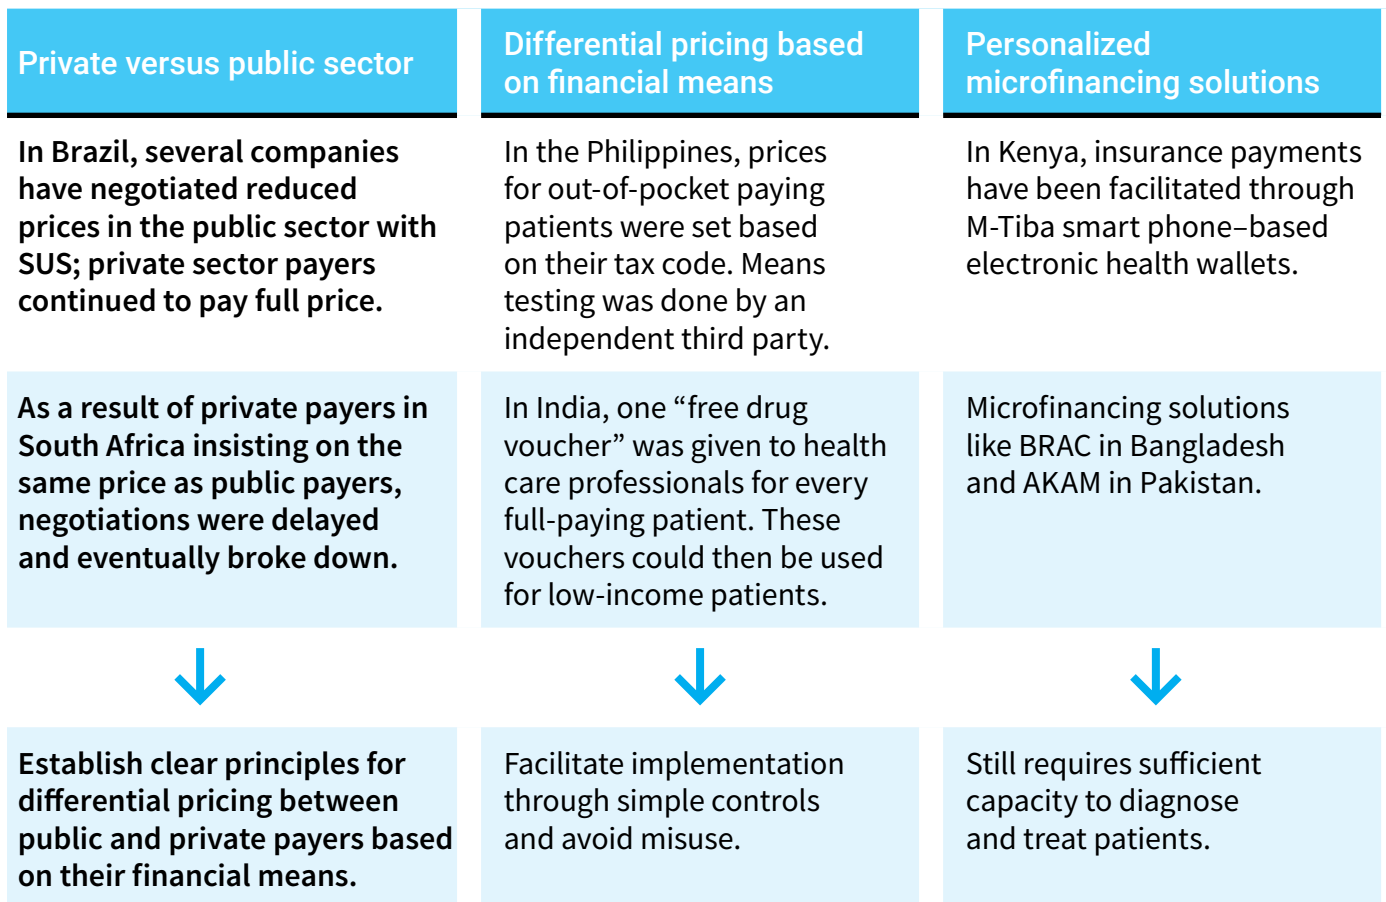 Private versus public sector
Differential pricing based
on financial means
Personalized
microfinancing solutions
In Brazil, several companies
have negotiated reduced
prices in the public sector with
SUS; private sector payers
continued to pay full price.
In the Philippines, prices
for out-of-pocket paying
patients were set based
on their tax code. Means
testing was done by an
independent third party.
In Kenya, insurance payments
have been facilitated through
M-Tiba smart phone–based
electronic health wallets.
As a result of private payers in
South Africa insisting on the
same price as public payers,
negotiations were delayed
and eventually broke down.
In India, one “free drug
voucher” was given to health
care professionals for every
full-paying patient. These
vouchers could then be used
for low-income patients.
Microfinancing solutions
like BRAC in Bangladesh
and AKAM in Pakistan.
Establish clear principles for
differential pricing between
public and private payers based
on their financial means.
Facilitate implementation
through simple controls
and avoid misuse.
Still requires sufficient
capacity to diagnose
and treat patients.